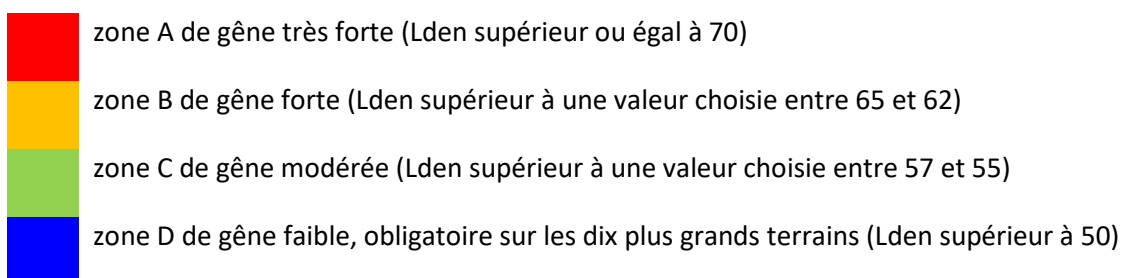 zone A de gêne très forte (Lden supérieur ou égal à 70)
zone B de gêne forte (Lden supérieur à une valeur choisie entre 65 et 62)
zone C de gêne modérée (Lden supérieur à une valeur choisie entre 57 et 55)
zone D de gêne faible, obligatoire sur les dix plus grands terrains (Lden supérieur à 50)